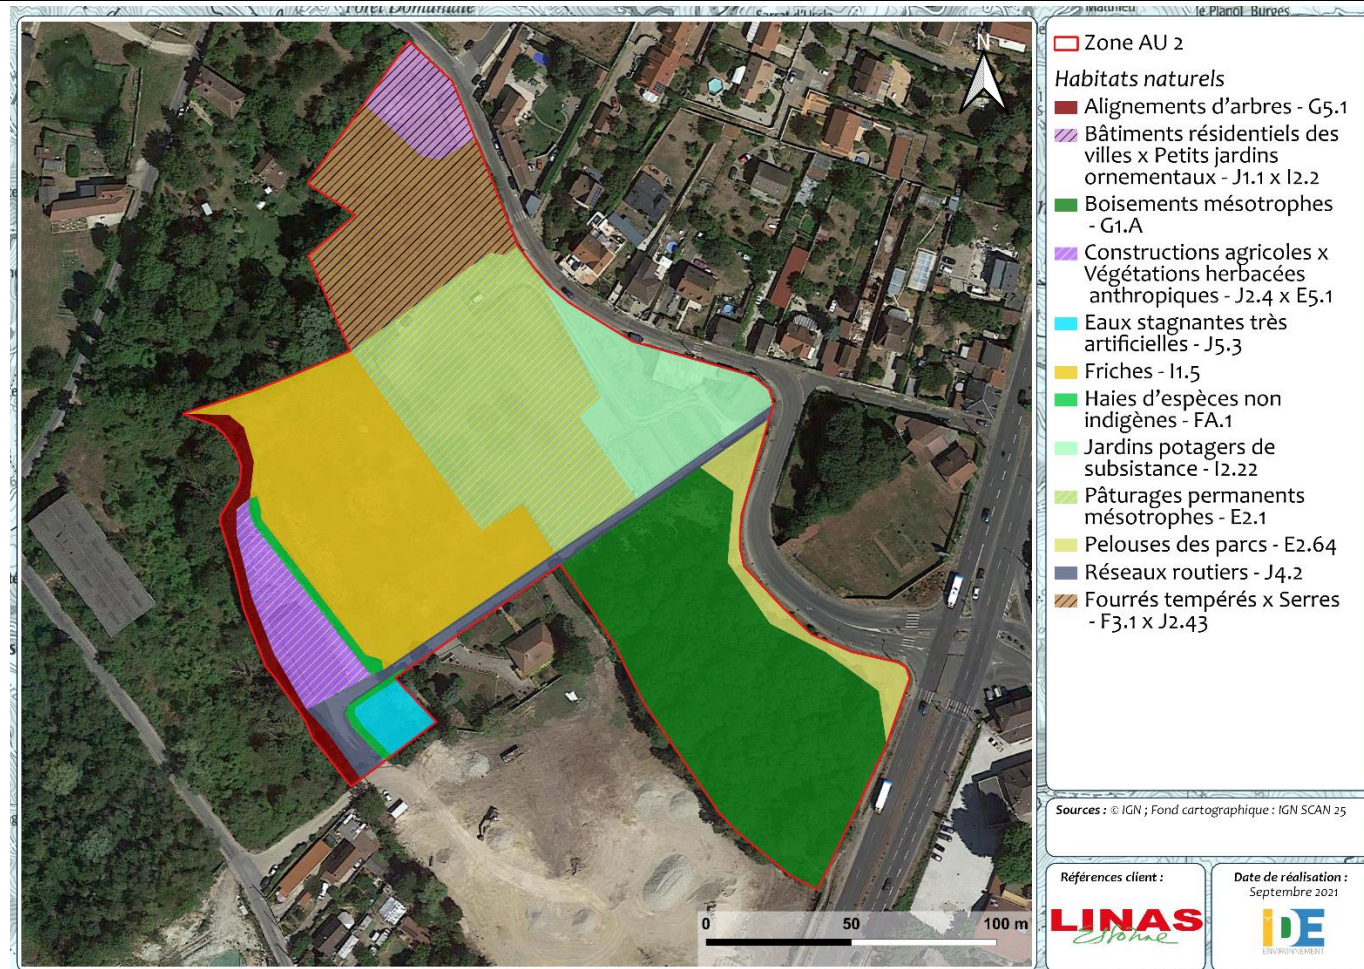 Forêt Domaniale
Serrat d'Uscla
Matthieu
le Planol Burges
N
Zone AU 2
Habitats naturels
Alignements d'arbres - G5.1
Bâtiments résidentiels des
villes x Petits jardins
ornementaux - J1.1 x I2.2
Boisements mésotrophes
- G1.A
Constructions agricoles x
Végétations herbacées
anthropiques - J2.4 x E5.1
Eaux stagnantes très
artificielles - J5.3
Friches - I1.5
Haies d'espèces non
indigènes - FA.1
Jardins potagers de
subsistance - I2.22
Pâturages permanents
mésotrophes - E2.1
Pelouses des parcs - E2.64
Réseaux routiers - J4.2
Fourrés tempérés x Serres
- F3.1 x J2.43
0 50 100 m
Sources : © IGN ; Fond cartographique : IGN SCAN 25
Références client :
LINAS
Essonne
Date de réalisation :
Septembre 2021
IDE
ENVIRONNEMENT